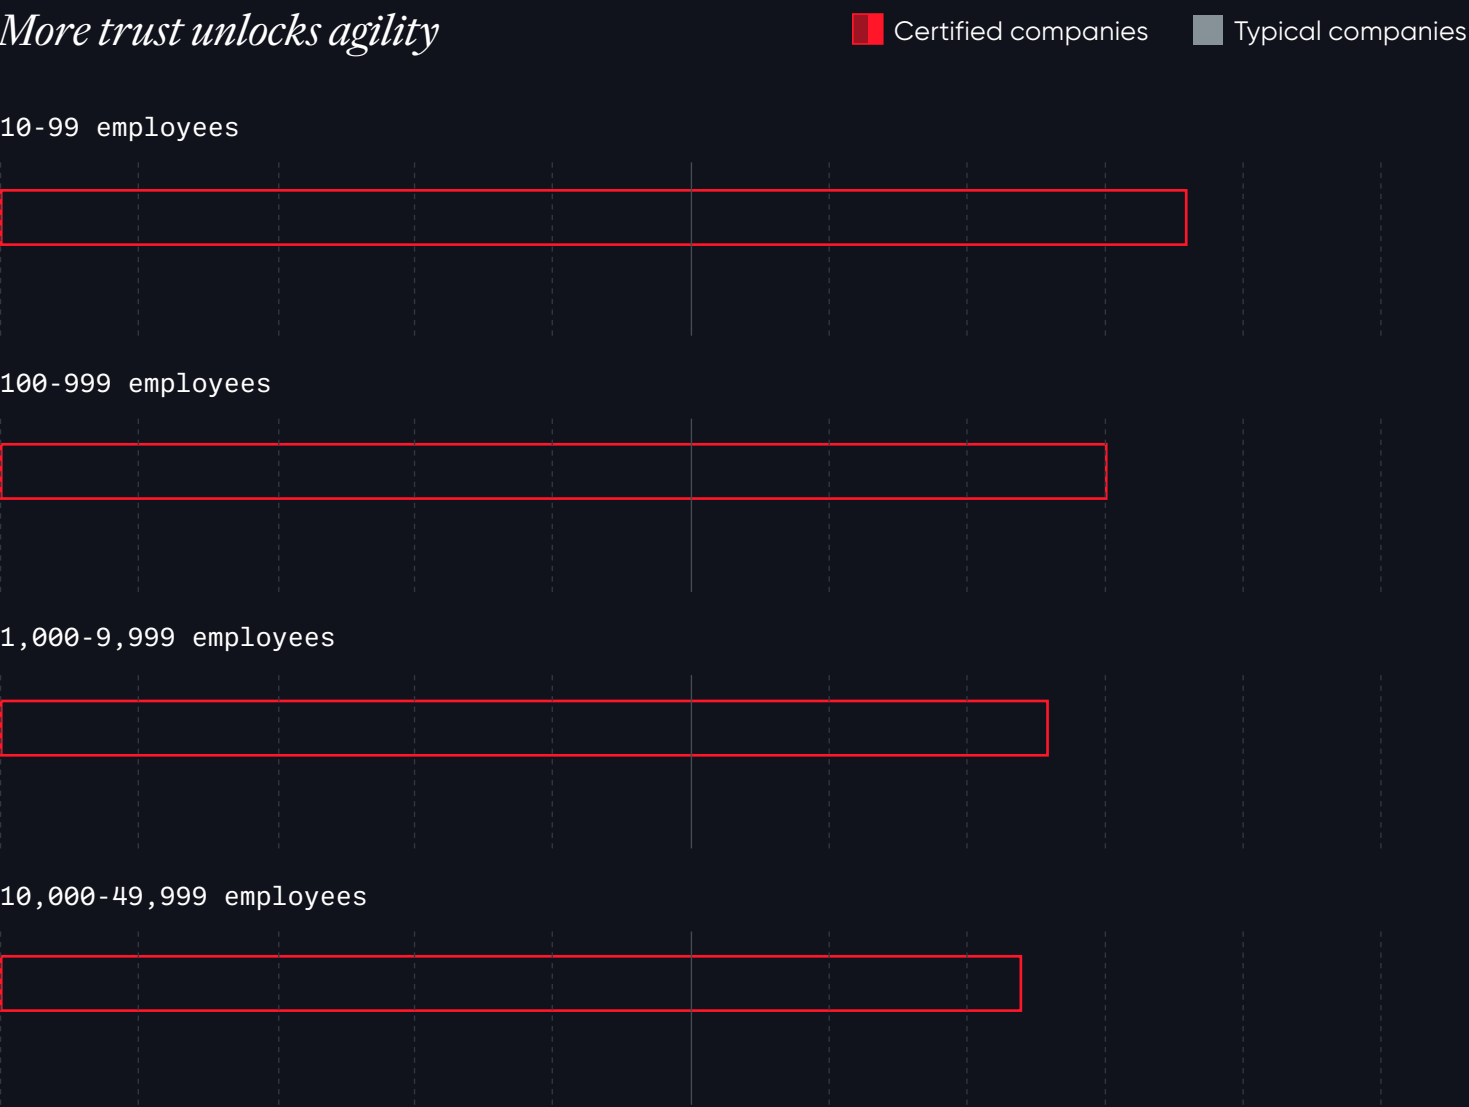 More trust unlocks agility
Certified companies
Typical companies
10-99 employees
100-999 employees
1,000-9,999 employees
10,000-49,999 employees